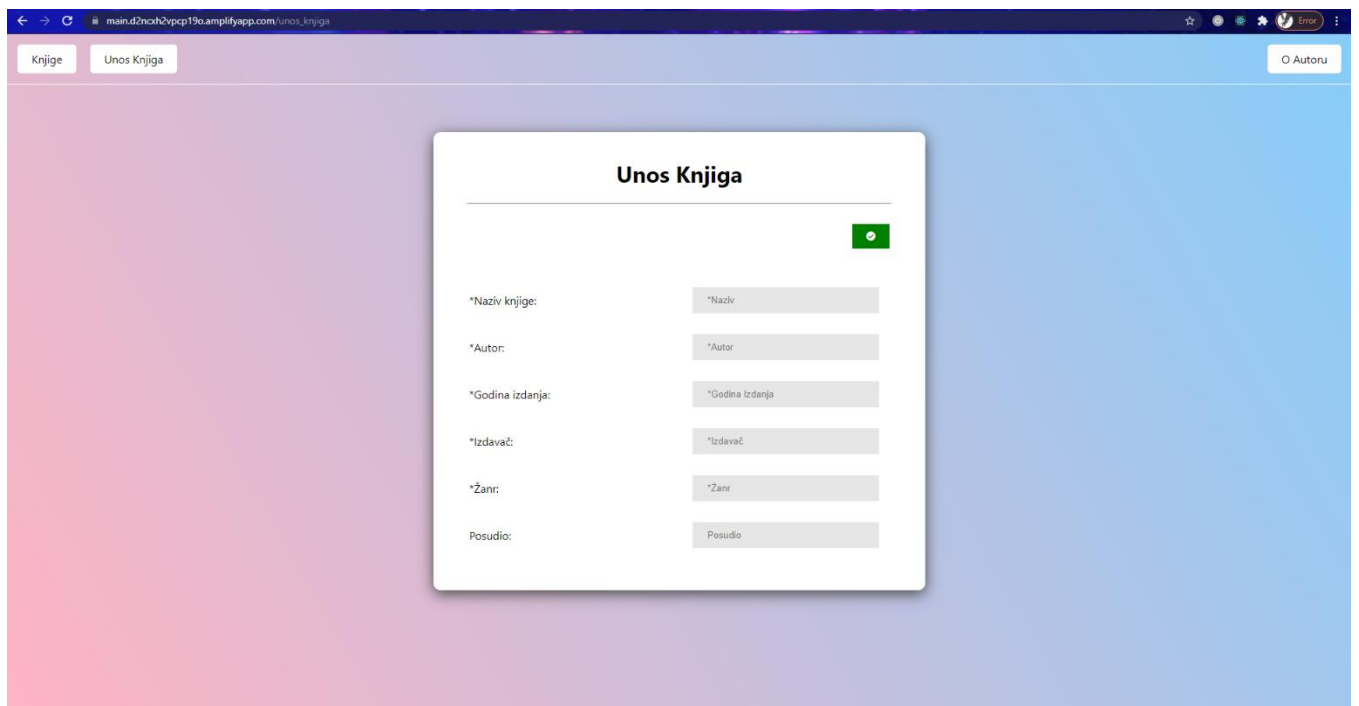 main.d2ncxh2vpcp19o.amplifyapp.com/unos_knjiga
Error
Knjige Unos Knjiga O Autoru
Unos Knjiga
*Naziv knjige: *Naziv
*Autor: *Autor
*Godina izdanja: *Godina Izdanja
*Izdavač: *Izdavač
*Žanr: *Žanr
Posudio: Posudio